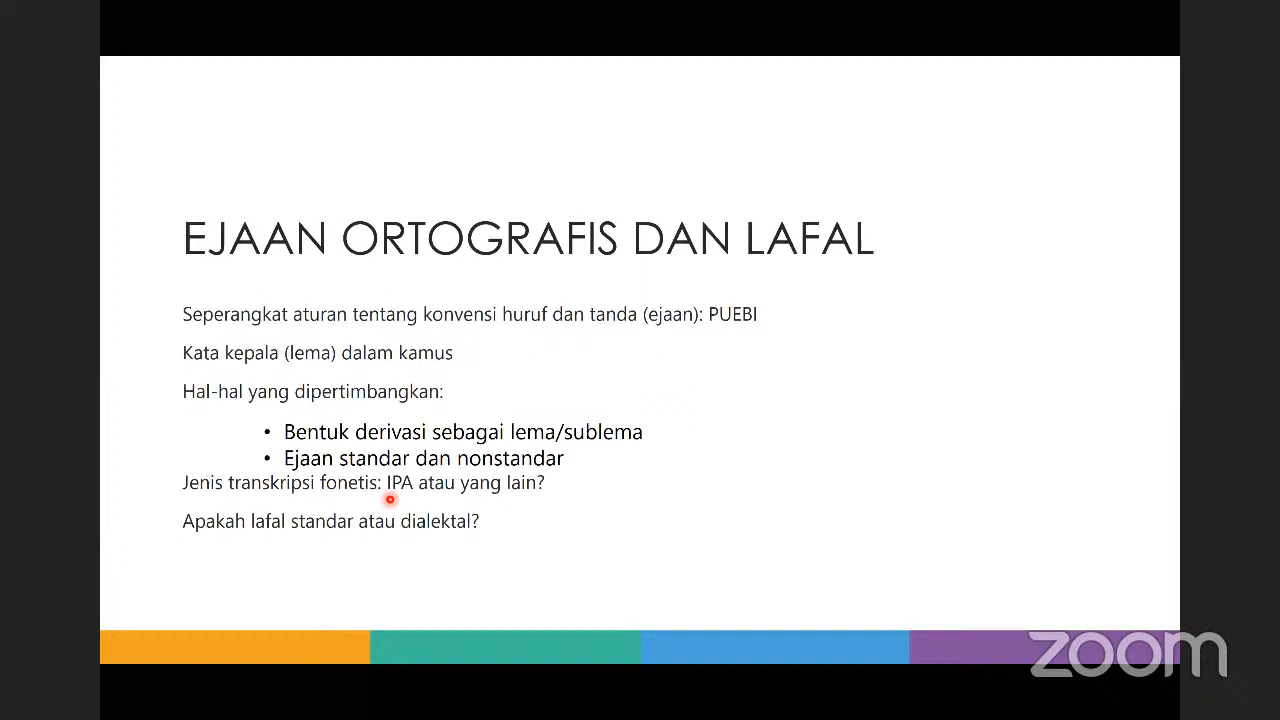 EJAAN ORTOGRAFIS DAN LAFAL
Seperangkat aturan tentang konvensi huruf dan tanda (ejaan): PUEBI
Kata kepala (lema) dalam kamus
Hal-hal yang dipertimbangkan:
• Bentuk derivasi sebagai lema/sublema
• Ejaan standar dan nonstandar
Jenis transkripsi fonetis: IPA atau yang lain?
Apakah lafal standar atau dialektal?
zoom